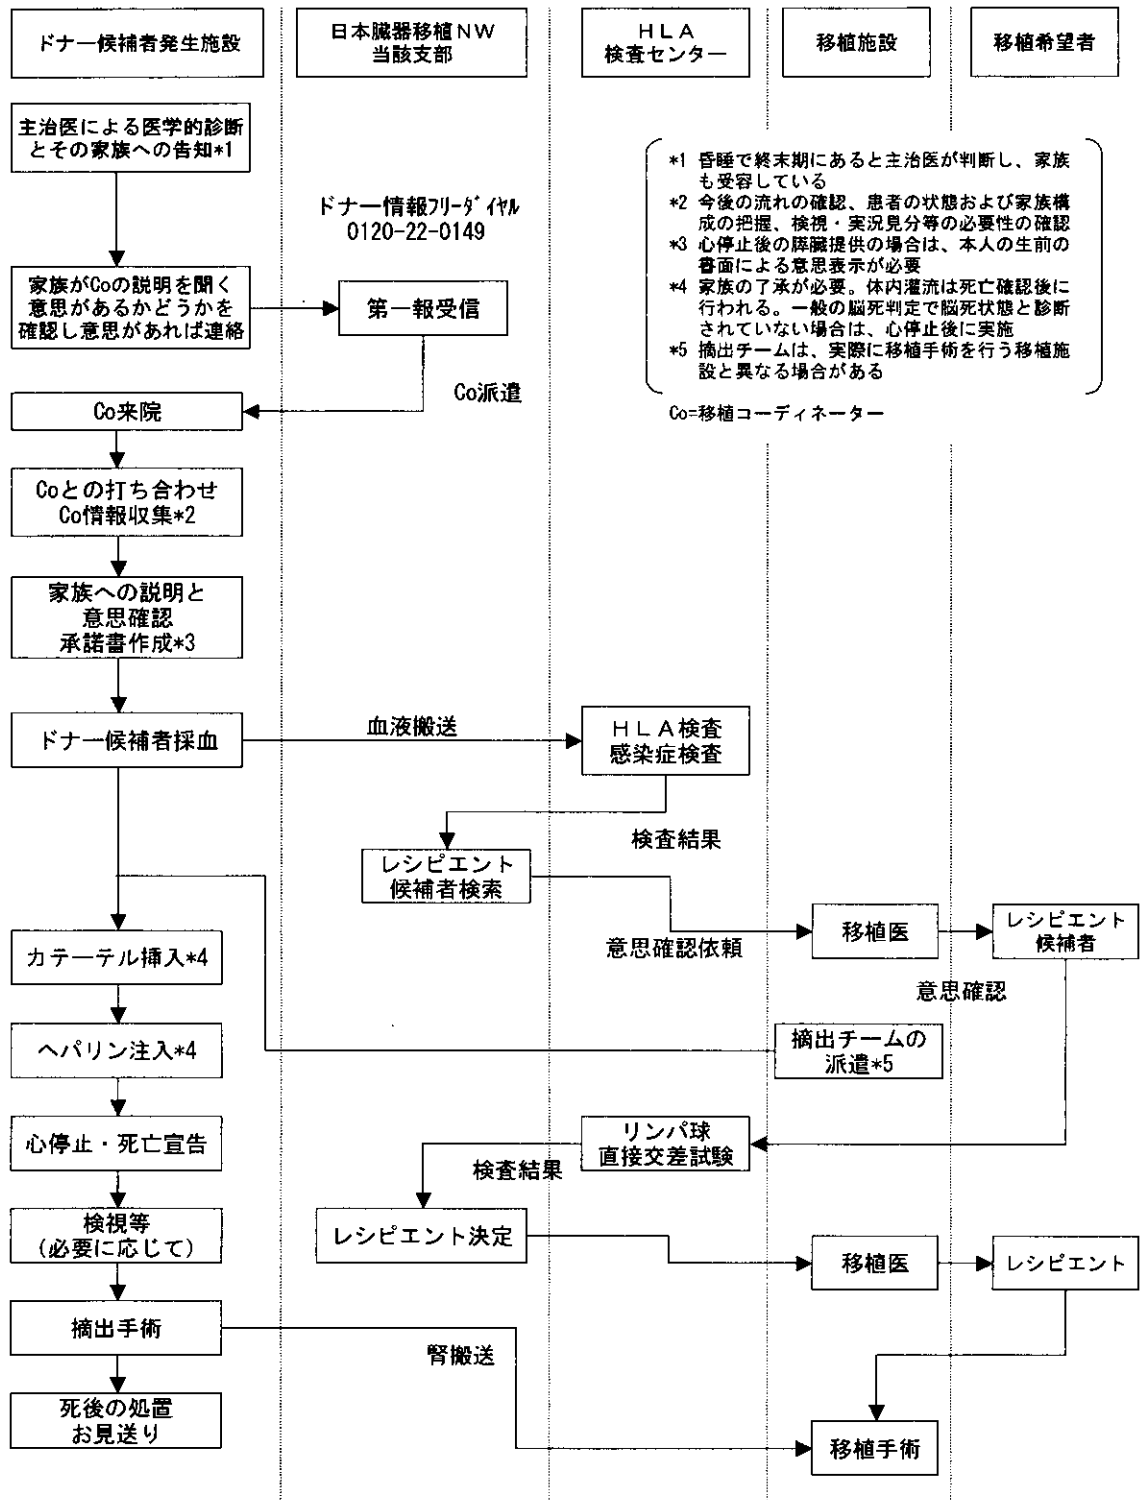 ドナー候補者発生施設
日本臓器移植NW
当該支部
HLA
検査センター
移植施設
移植希望者
主治医による医学的診断
とその家族への告知*1
*1 昏睡で終末期にあると主治医が判断し、家族
も受容している
*2 今後の流れの確認、患者の状態および家族構
成の把握、検視・実況見分等の必要性の確認
*3 心停止後の膵臓提供の場合は、本人の生前の
書面による意思表示が必要
*4 家族の了承が必要。体内灌流は死亡確認後に
行われる。一般の脳死判定で脳死状態と診断
されていない場合は、心停止後に実施
*5 摘出チームは、実際に移植手術を行う移植施
設と異なる場合がある
Co=移植コーディネーター
ドナー情報フリーダイヤル
0120-22-0149
家族がCoの説明を聞く
意思があるかどうかを
確認し意思があれば連絡
第一報受信
Co派遣
Co来院
Coとの打ち合わせ
Co情報収集*2
家族への説明と
意思確認
承諾書作成*3
ドナー候補者採血
血液搬送
HLA検査
感染症検査
検査結果
レシピエント
候補者検索
意思確認依頼
移植医
レシピエント
候補者
意思確認
カテーテル挿入*4
ヘパリン注入*4
摘出チームの
派遣*5
心停止・死亡宣告
リンパ球
直接交差試験
検査結果
検視等
(必要に応じて)
レシピエント決定
移植医
レシピエント
摘出手術
腎搬送
死後の処置
お見送り
移植手術